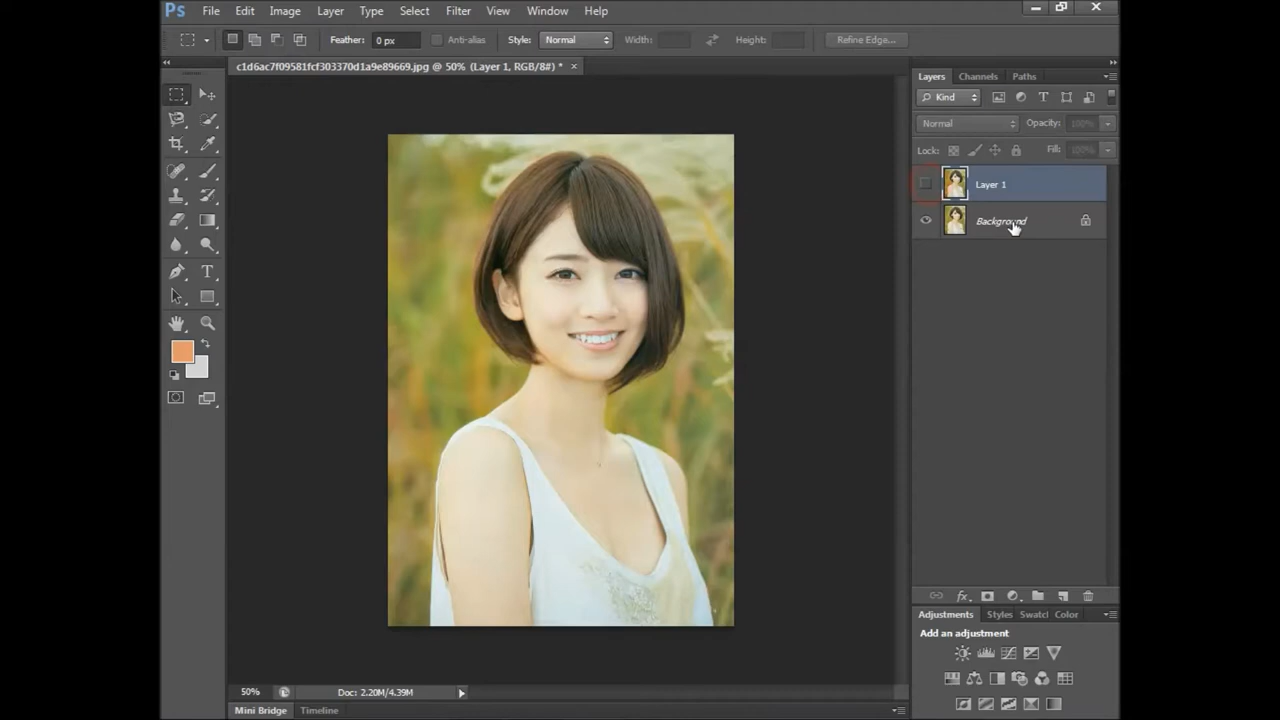 Ps File Edit Image Layer Type Select Filter View Window Help
Feather: 0 px Anti-alias Style: Normal Width: Height: Refine Edge...
c1d6ac7f09581fcf303370d1a9e89669.jpg @ 50% (Layer 1, RGB/8#) * ×
Layers Channels Paths
Kind
Normal Opacity: 100%
Lock: Fill: 100%
Layer 1
Background
fx
Adjustments Styles Swatcl Color
Add an adjustment
50% Doc: 2.20M/4.39M
Mini Bridge Timeline